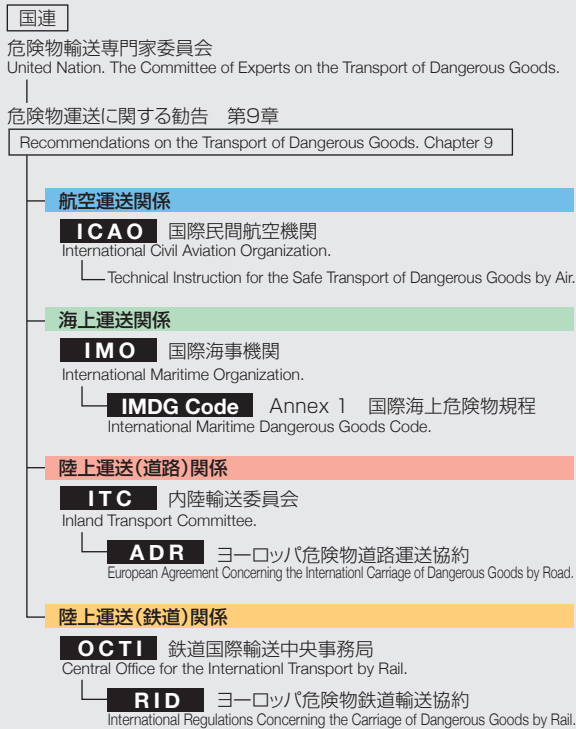 国連
危険物輸送専門家委員会
United Nation. The Committee of Experts on the Transport of Dangerous Goods.
危険物運送に関する勧告　第9章
Recommendations on the Transport of Dangerous Goods. Chapter 9
航空運送関係
ICAO 国際民間航空機関
International Civil Aviation Organization.
Technical Instruction for the Safe Transport of Dangerous Goods by Air.
海上運送関係
IMO 国際海事機関
International Maritime Organization.
IMDG Code Annex 1　国際海上危険物規程
International Maritime Dangerous Goods Code.
陸上運送(道路)関係
ITC 内陸輸送委員会
Inland Transport Committee.
ADR ヨーロッパ危険物道路運送協約
European Agreement Concerning the Internationl Carriage of Dangerous Goods by Road.
陸上運送(鉄道)関係
OCTI 鉄道国際輸送中央事務局
Central Office for the Internationl Transport by Rail.
RID ヨーロッパ危険物鉄道輸送協約
International Regulations Concerning the Carriage of Dangerous Goods by Rail.